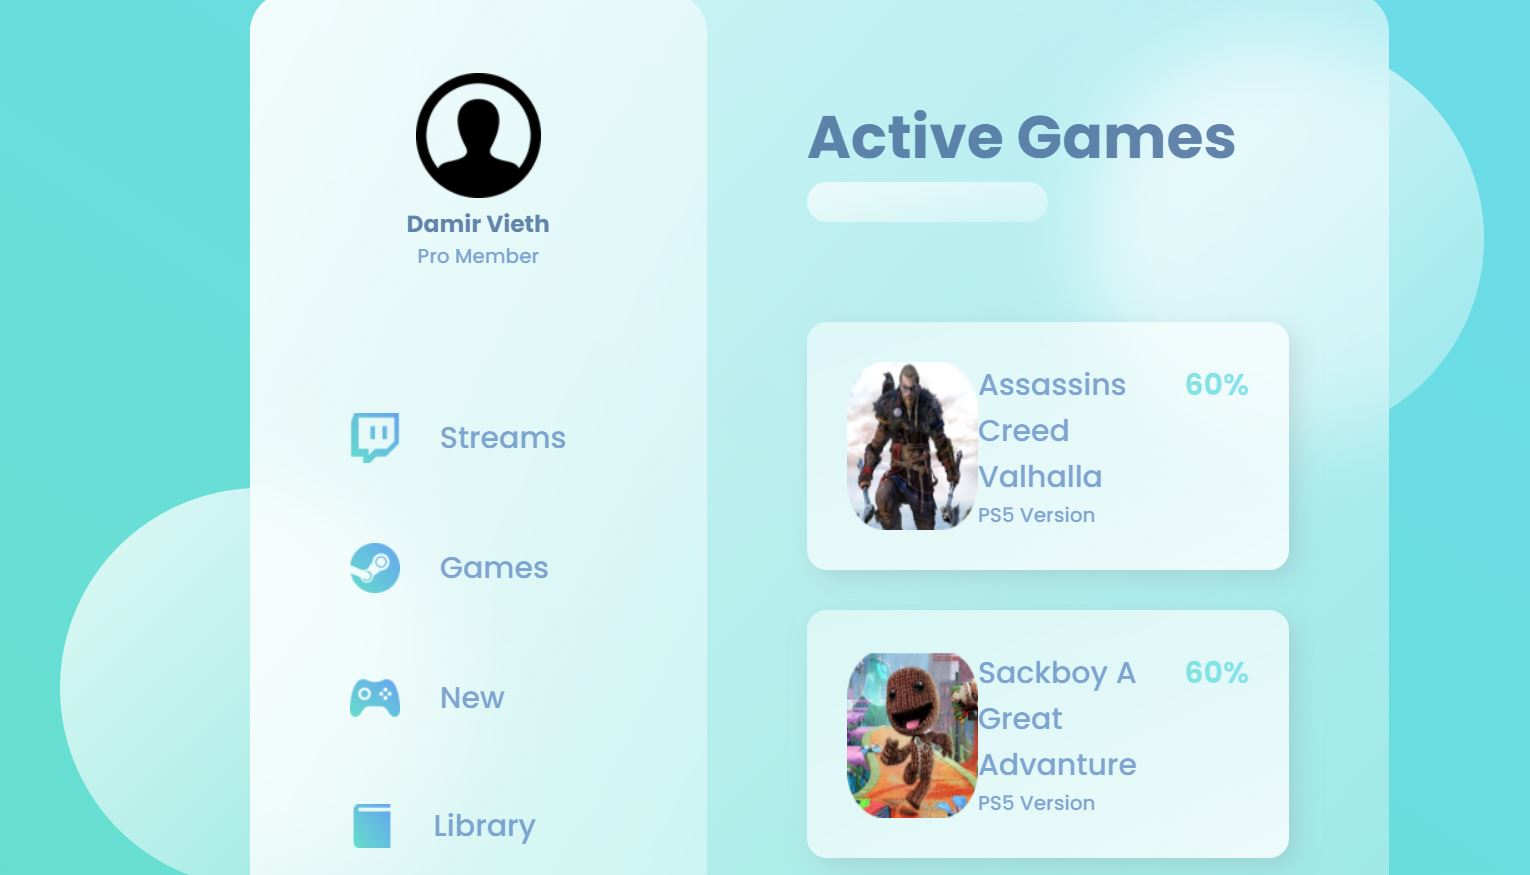 Damir Vieth
Pro Member
Streams
Games
New
Library
Active Games
Assassins
Creed
Valhalla
PS5 Version
60%
Sackboy A
Great
Advanture
PS5 Version
60%